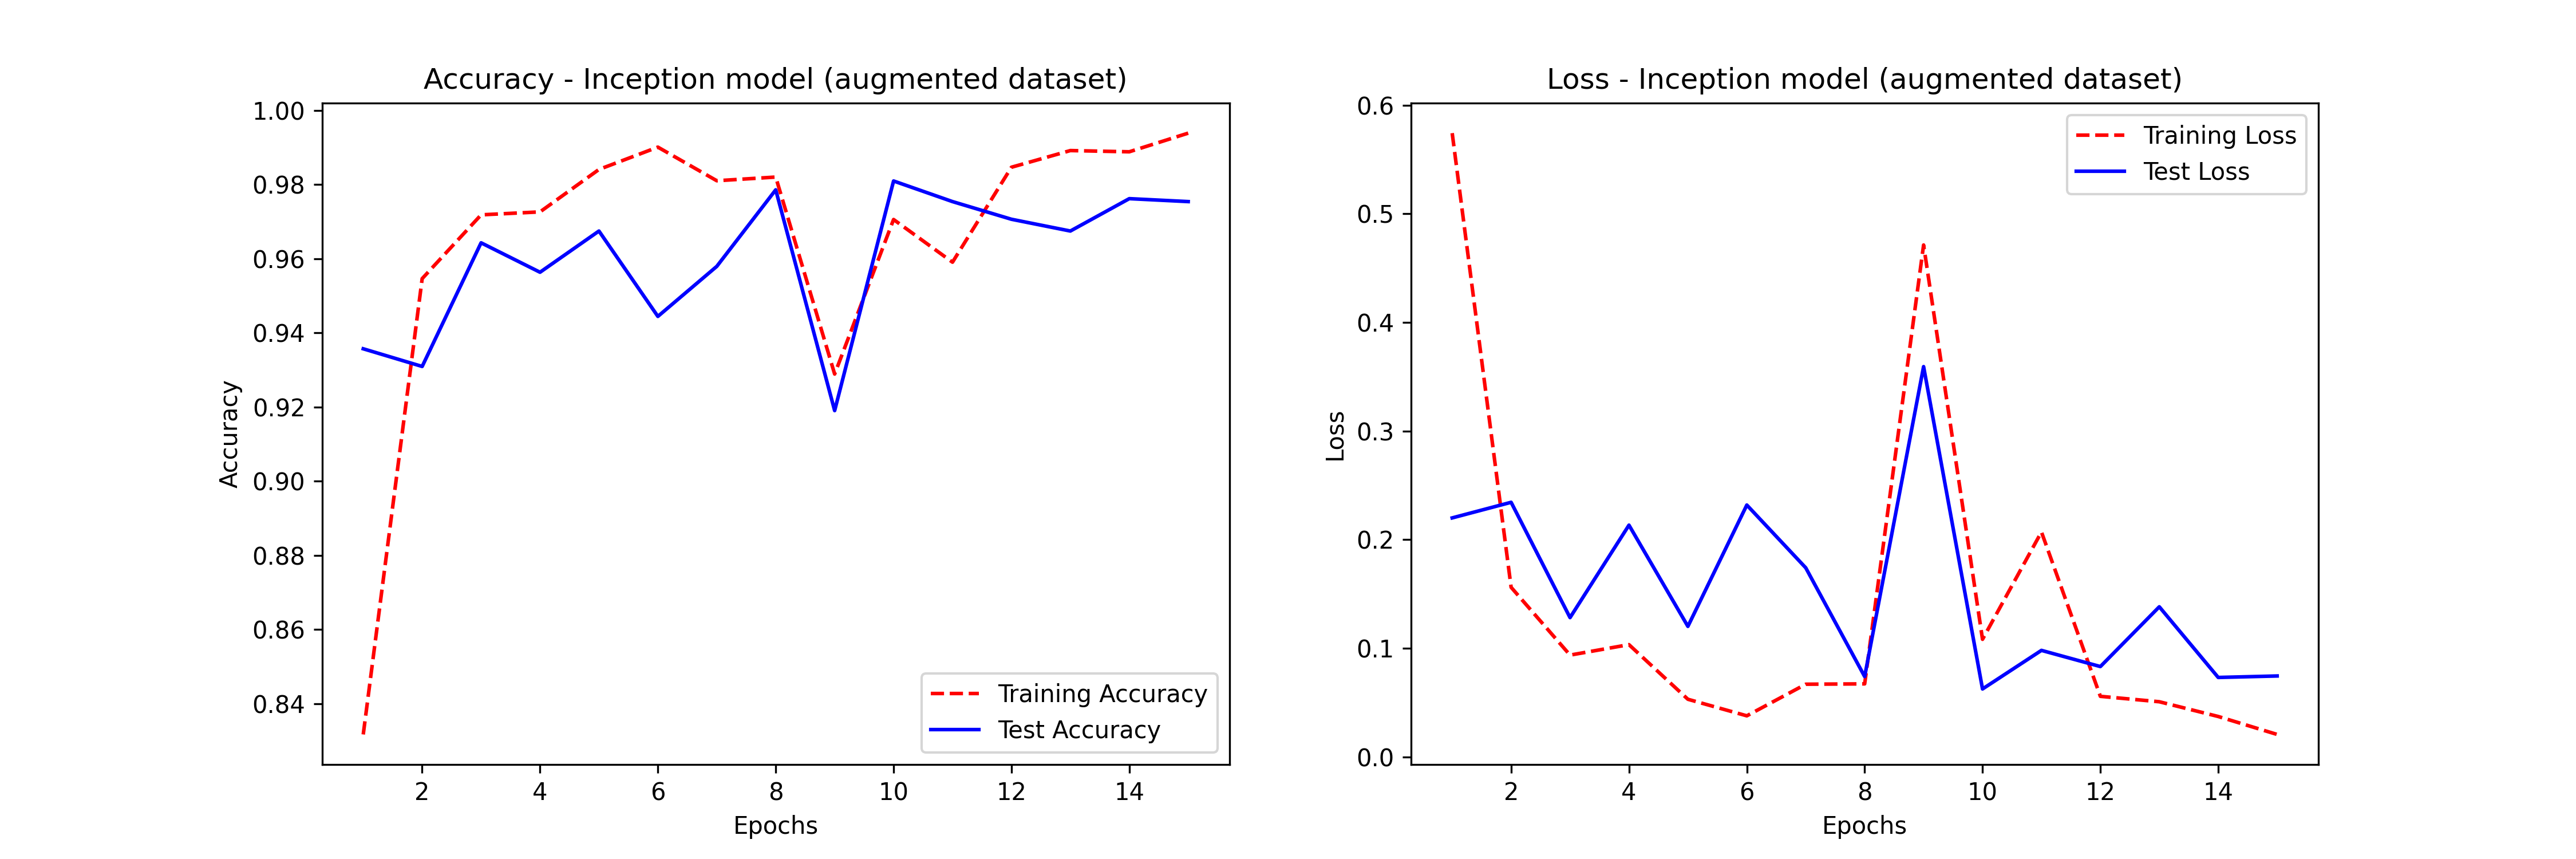 Accuracy - Inception model (augmented dataset)
1.00
0.98
0.96
0.94
0.92
0.90
0.88
0.86
0.84
Accuracy
2 4 6 8 10 12 14
Epochs
Training Accuracy
Test Accuracy
Loss - Inception model (augmented dataset)
0.6
0.5
0.4
0.3
0.2
0.1
0.0
Loss
2 4 6 8 10 12 14
Epochs
Training Loss
Test Loss